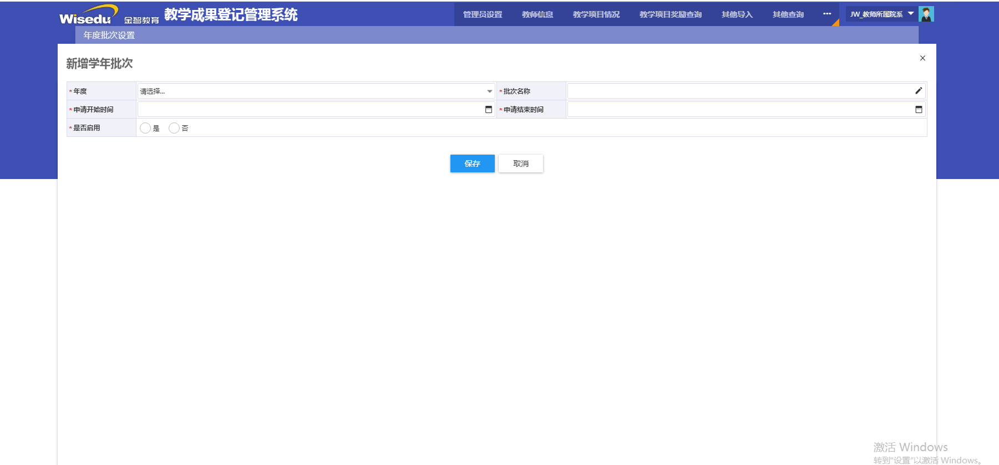 Wisedu 金智教育 教学成果登记管理系统 管理员设置 教师信息 教学项目情况 教学项目奖励查询 其他导入 其他查询 ••• JW_教师所属院系
年度批次设置
新增学年批次 ×
*年度 请选择... *批次名称
*申请开始时间 *申请结束时间
*是否启用 是 否
保存 取消
激活 Windows
转到"设置"以激活 Windows。